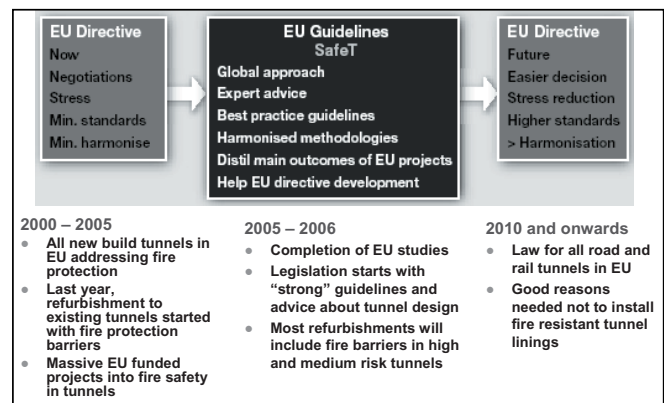 EU Directive
Now
Negotiations
Stress
Min. standards
Min. harmonise
EU Guidelines
SafeT
Global approach
Expert advice
Best practice guidelines
Harmonised methodologies
Distil main outcomes of EU projects
Help EU directive development
EU Directive
Future
Easier decision
Stress reduction
Higher standards
> Harmonisation
2000 – 2005
● All new build tunnels in
EU addressing fire
protection
● Last year,
refurbishment to
existing tunnels started
with fire protection
barriers
● Massive EU funded
projects into fire safety
in tunnels
2005 – 2006
● Completion of EU studies
● Legislation starts with
“strong” guidelines and
advice about tunnel design
● Most refurbishments will
include fire barriers in high
and medium risk tunnels
2010 and onwards
● Law for all road and
rail tunnels in EU
● Good reasons
needed not to install
fire resistant tunnel
linings